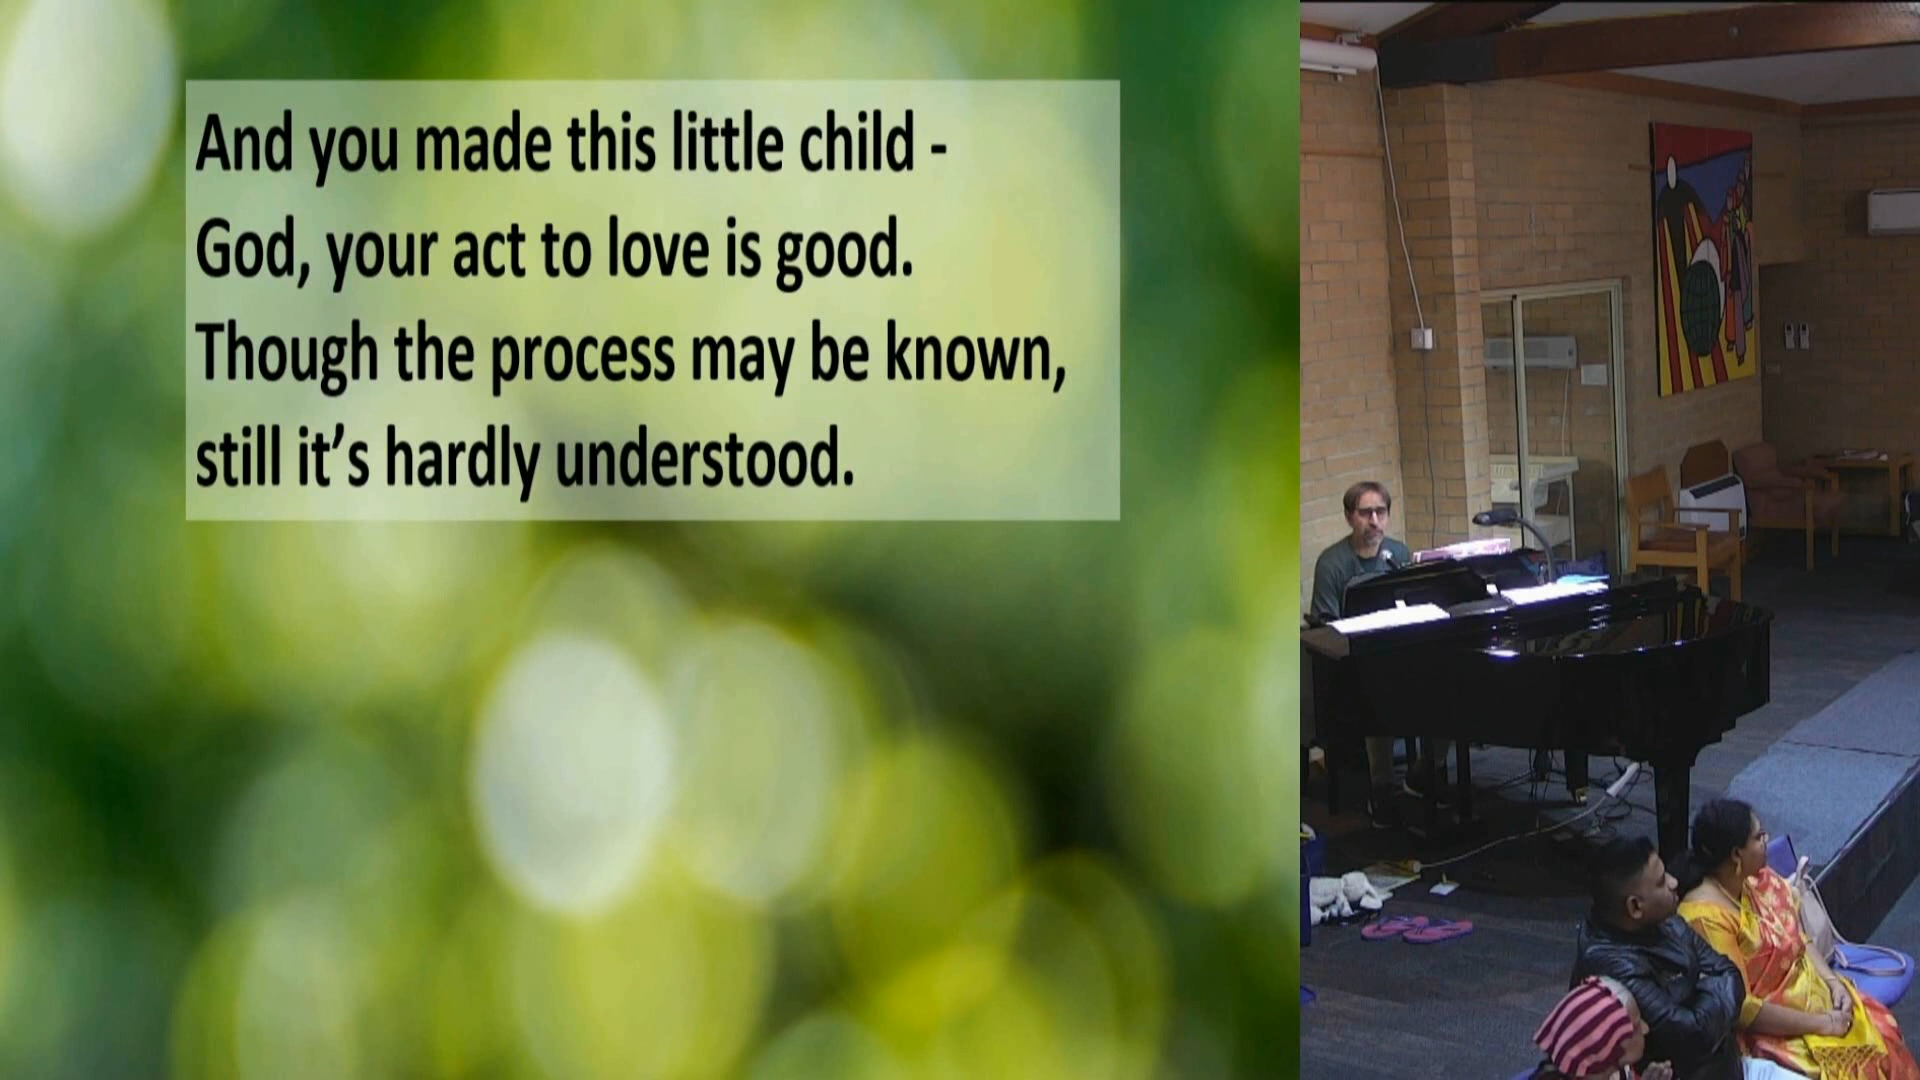 And you made this little child -
God, your act to love is good.
Though the process may be known,
still it's hardly understood.